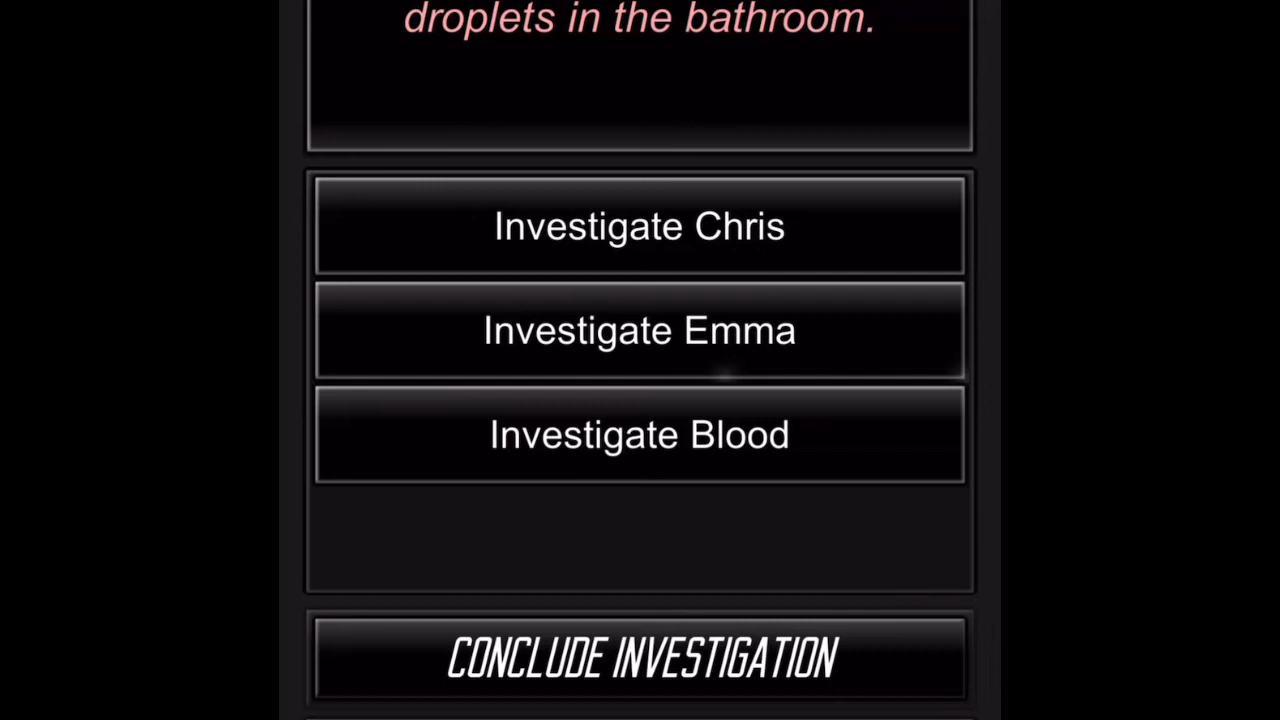 droplets in the bathroom.
Investigate Chris
Investigate Emma
Investigate Blood
CONCLUDE INVESTIGATION